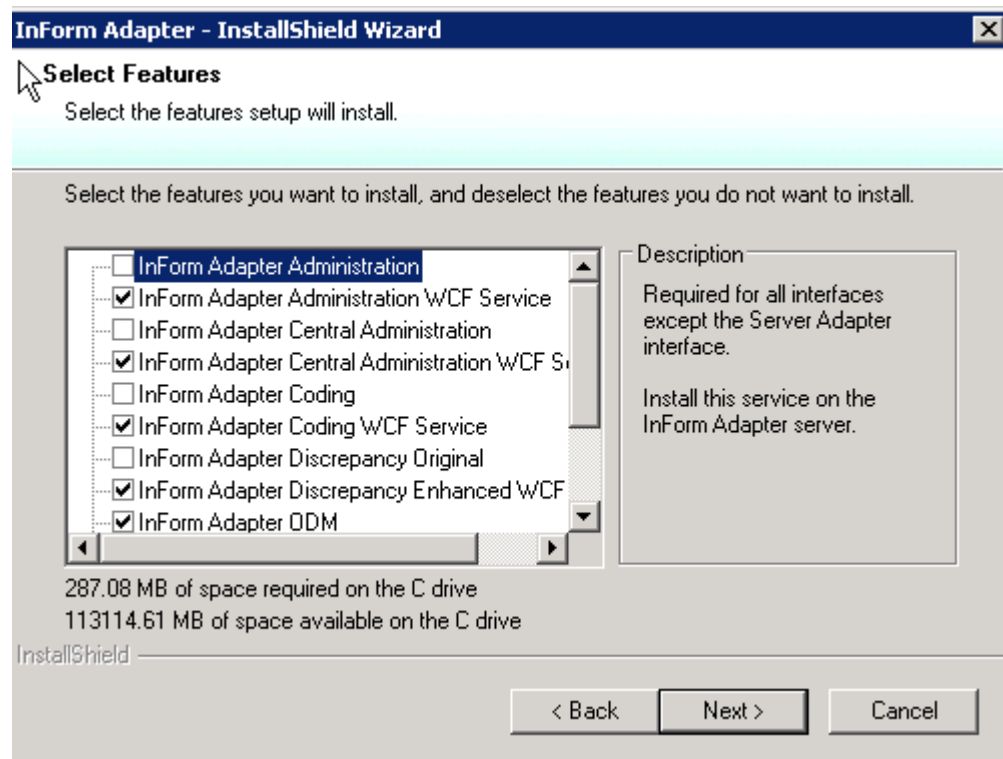 InForm Adapter - InstallShield Wizard
Select Features
Select the features setup will install.
Select the features you want to install, and deselect the features you do not want to install.
InForm Adapter Administration
InForm Adapter Administration WCF Service
InForm Adapter Central Administration
InForm Adapter Central Administration WCF
InForm Adapter Coding
InForm Adapter Coding WCF Service
InForm Adapter Discrepancy Original
InForm Adapter Discrepancy Enhanced WCF
InForm Adapter ODM
Description
Required for all interfaces
except the Server Adapter
interface.
Install this service on the
InForm Adapter server.
287.08 MB of space required on the C drive
113114.61 MB of space available on the C drive
InstallShield
< Back
Next >
Cancel